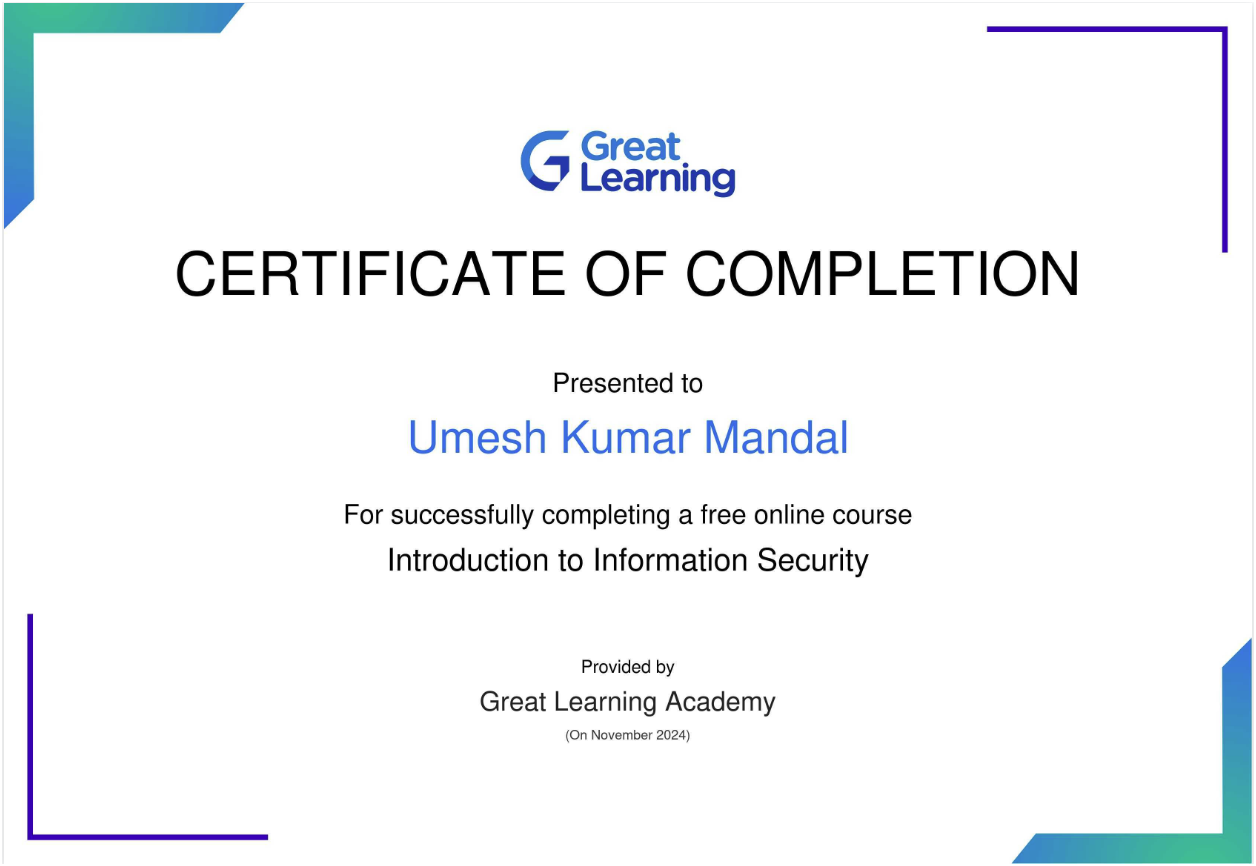 Great
Learning
CERTIFICATE OF COMPLETION
Presented to
Umesh Kumar Mandal
For successfully completing a free online course
Introduction to Information Security
Provided by
Great Learning Academy
(On November 2024)